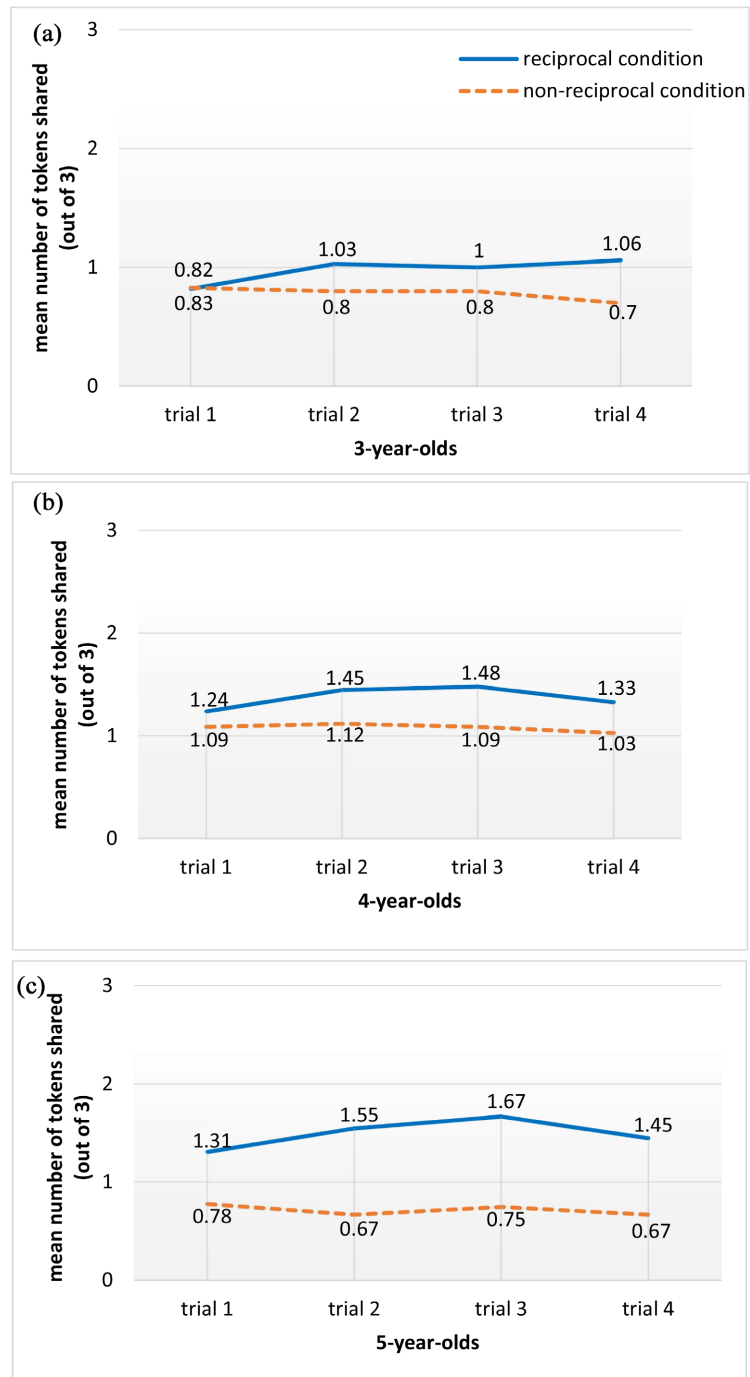 (a)
mean number of tokens shared
(out of 3)
3
2
1
0
reciprocal condition
non-reciprocal condition
0.82
1.03
1
1.06
0.83
0.8
0.8
0.7
trial 1
trial 2
trial 3
trial 4
3-year-olds
(b)
mean number of tokens shared
(out of 3)
3
2
1
0
1.24
1.45
1.48
1.33
1.09
1.12
1.09
1.03
trial 1
trial 2
trial 3
trial 4
4-year-olds
(c)
mean number of tokens shared
(out of 3)
3
2
1
0
1.31
1.55
1.67
1.45
0.78
0.67
0.75
0.67
trial 1
trial 2
trial 3
trial 4
5-year-olds